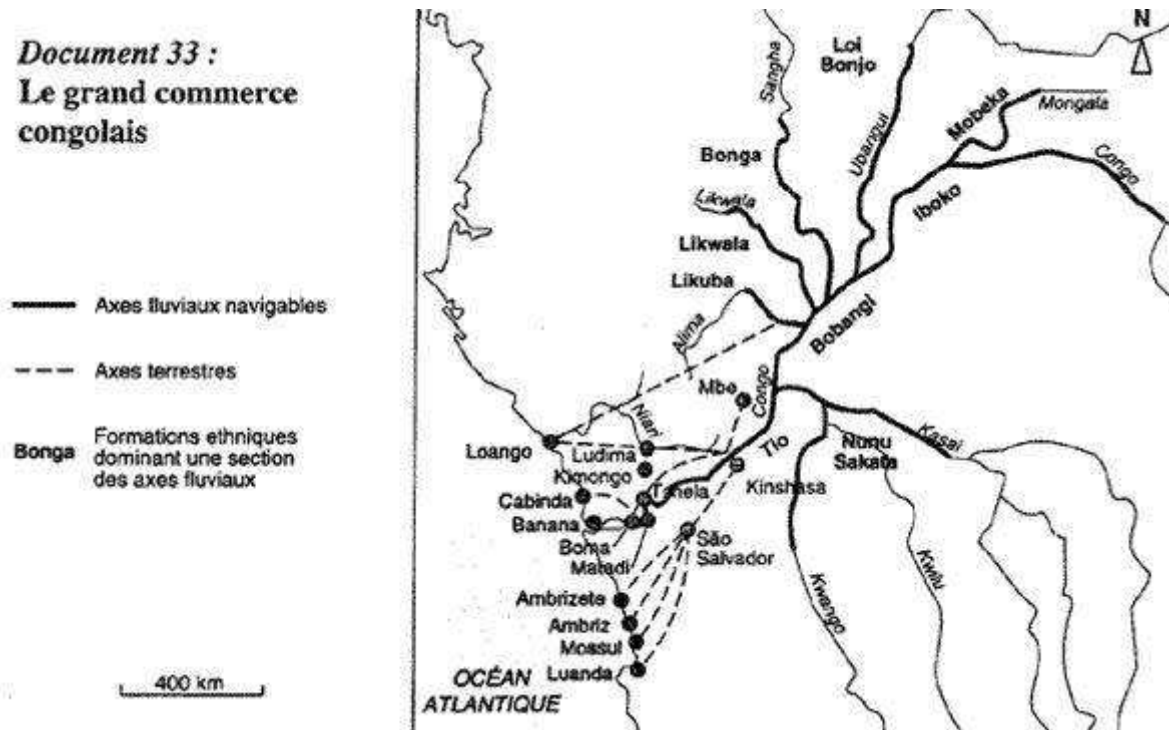 Document 33 :
Le grand commerce
congolais
Axes fluviaux navigables
Axes terrestres
Bonga
Formations ethniques
dominant une section
des axes fluviaux
400 km
N
Loi
Bonjo
Sangha
Ubangui
Mobeka
Mongala
Congo
Bonga
Iboko
Likwala
Likwala
Likuba
Alima
Bobangi
Mbe
Congo
Niari
Loango
Ludima
Tio
Nunu
Sakata
Kasai
Kimongo
Kinshasa
Cabinda
Banana
Boma
Matadi
São
Salvador
Ambrizete
Ambriz
Mossul
Luanda
Kwango
Kwilu
OCÉAN
ATLANTIQUE